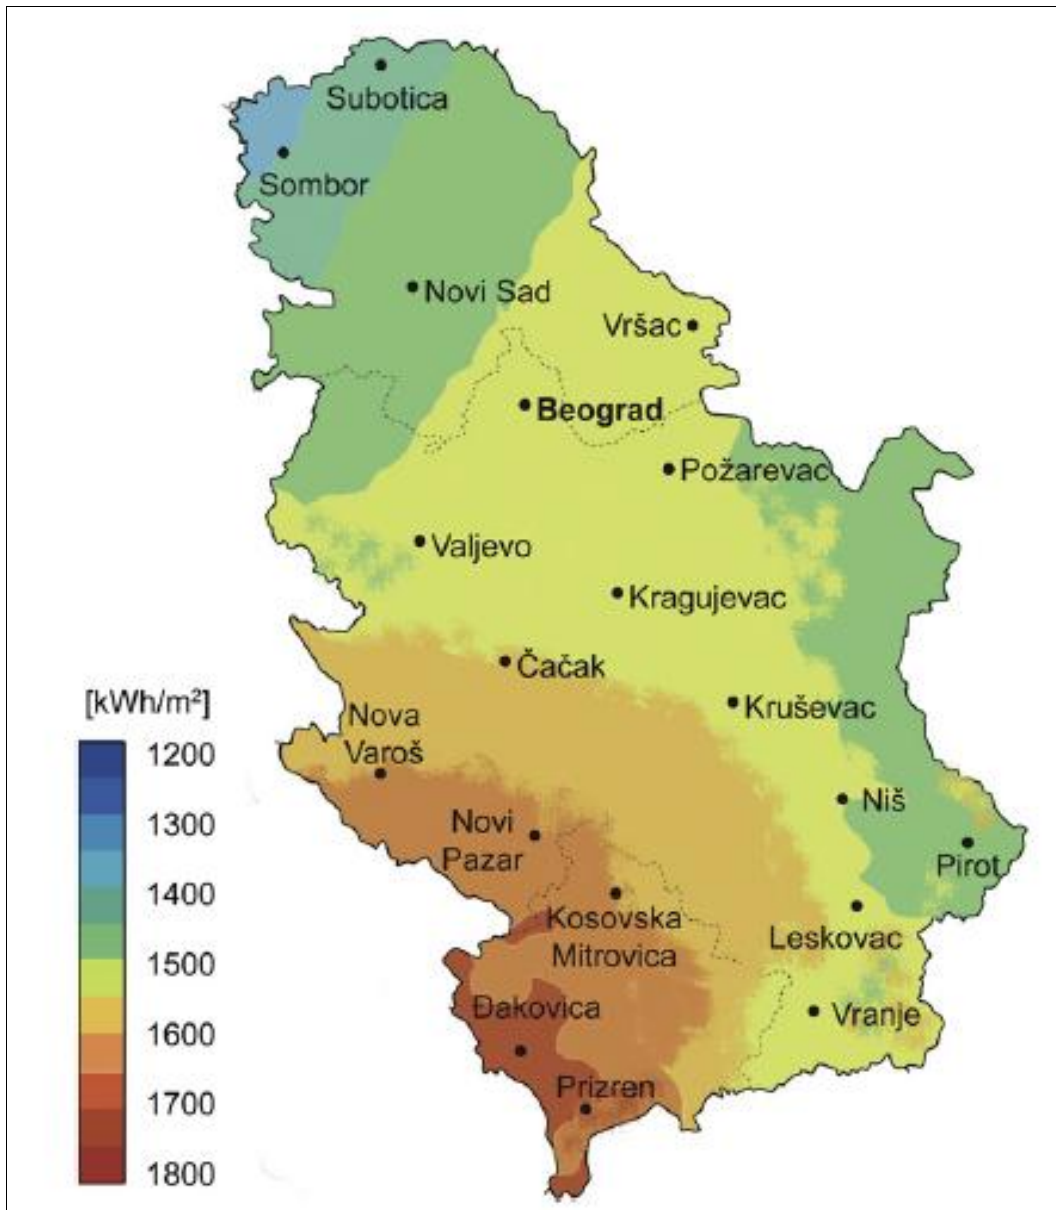 Subotica
Sombor
Novi Sad
Vršac
Beograd
Požarevac
Valjevo
Kragujevac
Čačak
[kWh/m²]
Nova
Varoš
Kruševac
1200
1300
1400
1500
1600
1700
1800
Niš
Novi
Pazar
Pirot
Kosovska
Mitrovica
Leskovac
Đakovica
Vranje
Prizren